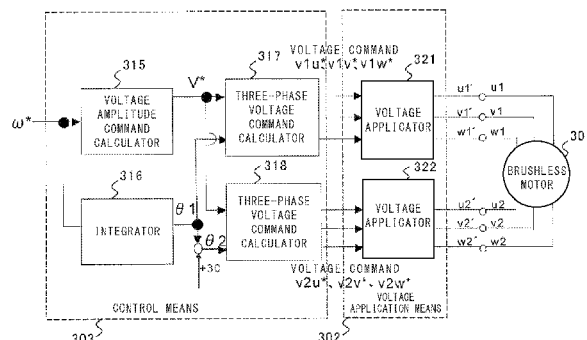 317
VOLTAGE COMMAND
v1u*,v1v*,v1w*
315
321
V*
VOLTAGE
AMPLITUDE
COMMAND
CALCULATOR
THREE-PHASE
VOLTAGE
COMMAND
CALCULATOR
VOLTAGE
APPLICATOR
u1' u1
v1' v1
w1' w1
ω*
30
316
318
322
BRUSHLESS
MOTOR
θ1
INTEGRATOR
θ2
+30
THREE-PHASE
VOLTAGE
COMMAND
CALCULATOR
VOLTAGE
APPLICATOR
u2' u2
v2' v2
w2' w2
VOLTAGE COMMAND
v2u*、v2v*、v2w*
CONTROL MEANS
VOLTAGE
APPLICATION MEANS
303
302